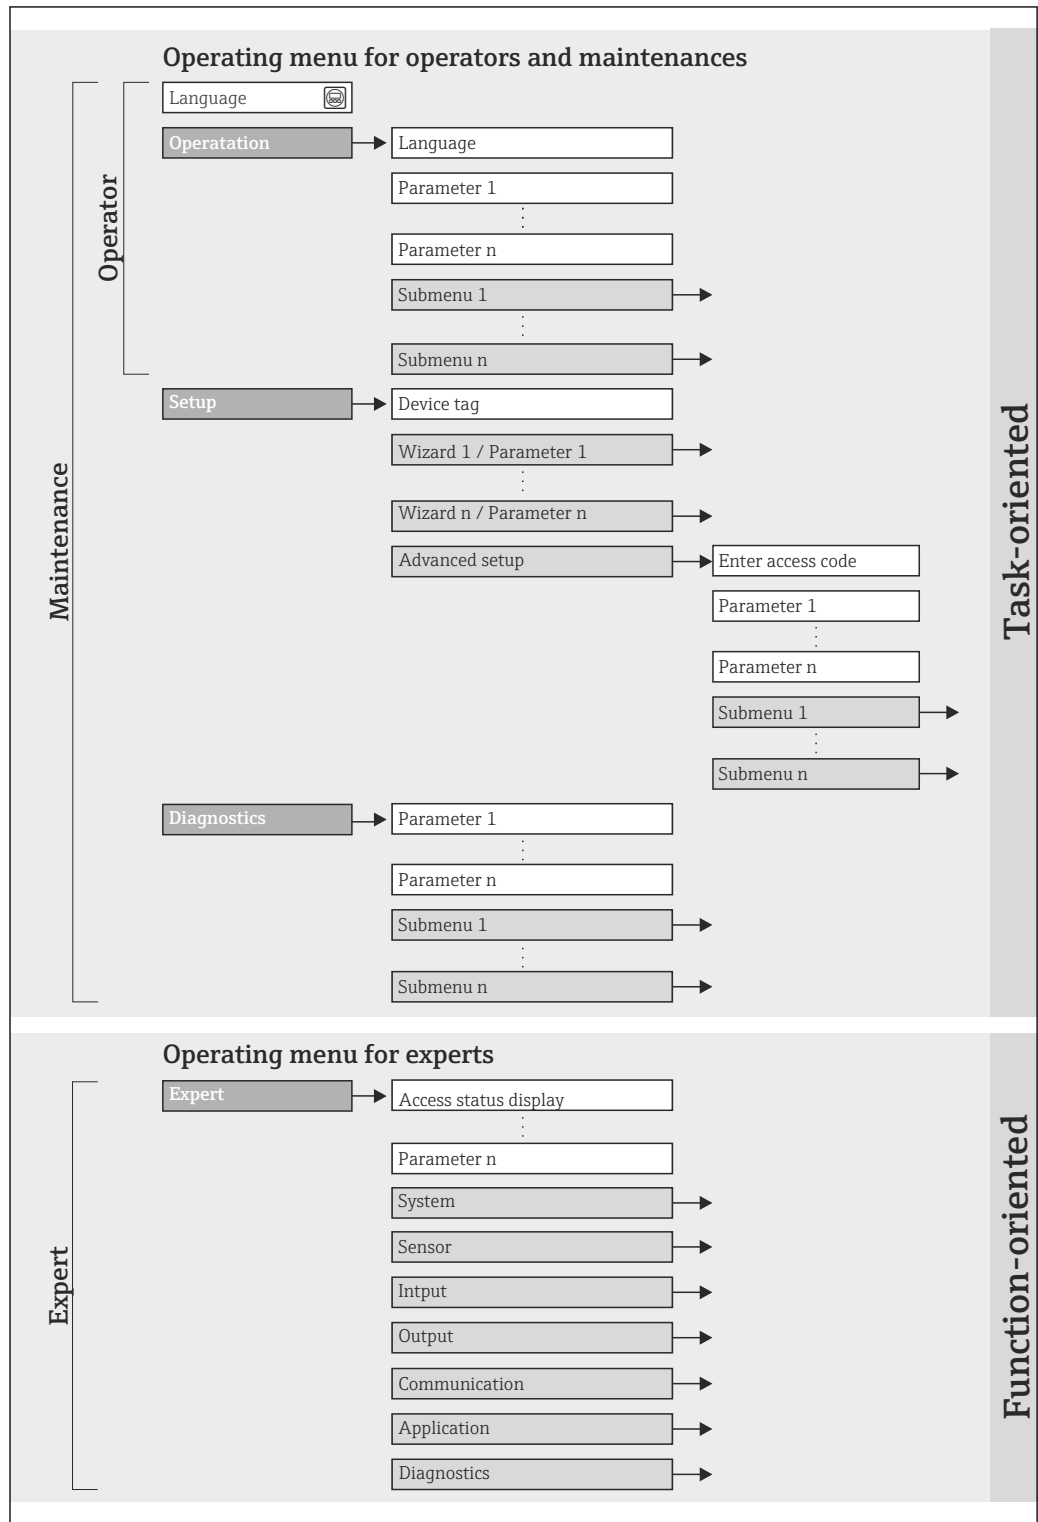 Operating menu for operators and maintenances
Language
Operatation
Language
Parameter 1
Parameter n
Submenu 1
Submenu n
Operator
Setup
Device tag
Wizard 1 / Parameter 1
Wizard n / Parameter n
Advanced setup
Enter access code
Parameter 1
Parameter n
Submenu 1
Submenu n
Maintenance
Diagnostics
Parameter 1
Parameter n
Submenu 1
Submenu n
Task-oriented
Operating menu for experts
Expert
Access status display
Parameter n
System
Sensor
Intput
Output
Communication
Application
Diagnostics
Expert
Function-oriented